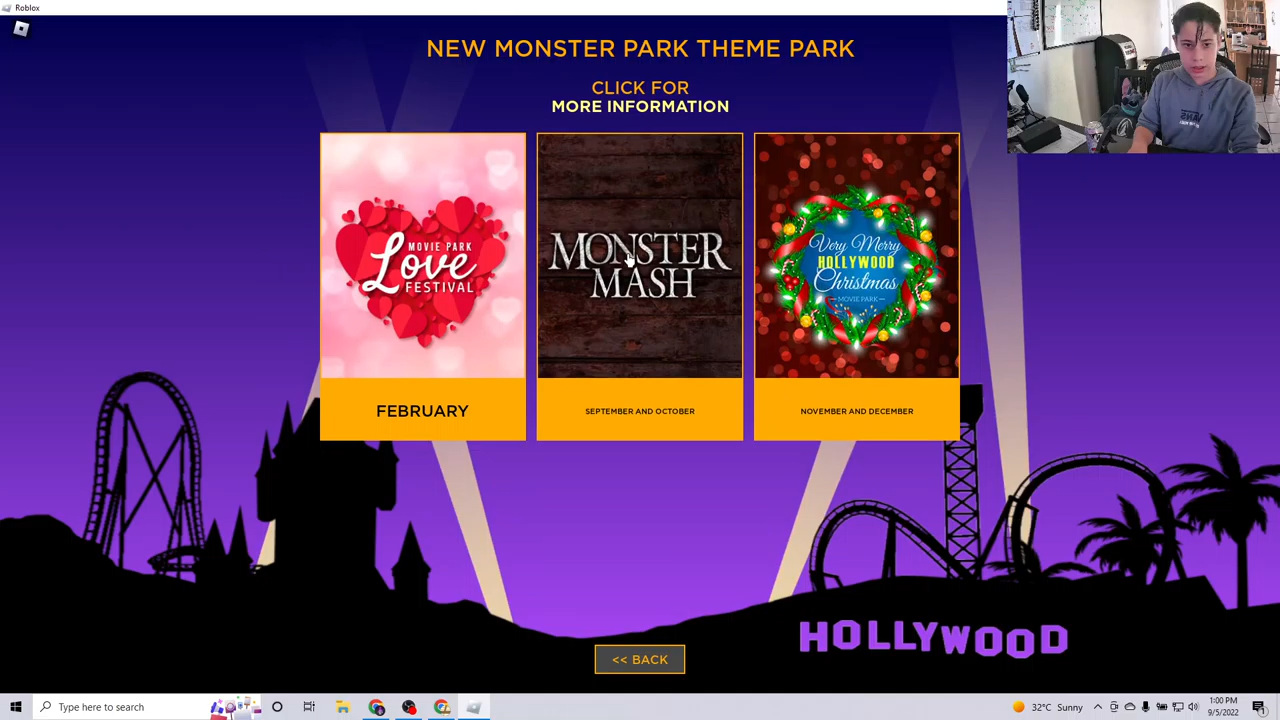 Roblox
NEW MONSTER PARK THEME PARK
CLICK FOR
MORE INFORMATION
MOVIE PARK
Love
FESTIVAL
FEBRUARY
MONSTER
MASH
SEPTEMBER AND OCTOBER
Very Merry
HOLLYWOOD
Christmas
MOVIE PARK
NOVEMBER AND DECEMBER
HOLLYWOOD
<< BACK
Type here to search
32°C Sunny
1:00 PM
9/5/2022